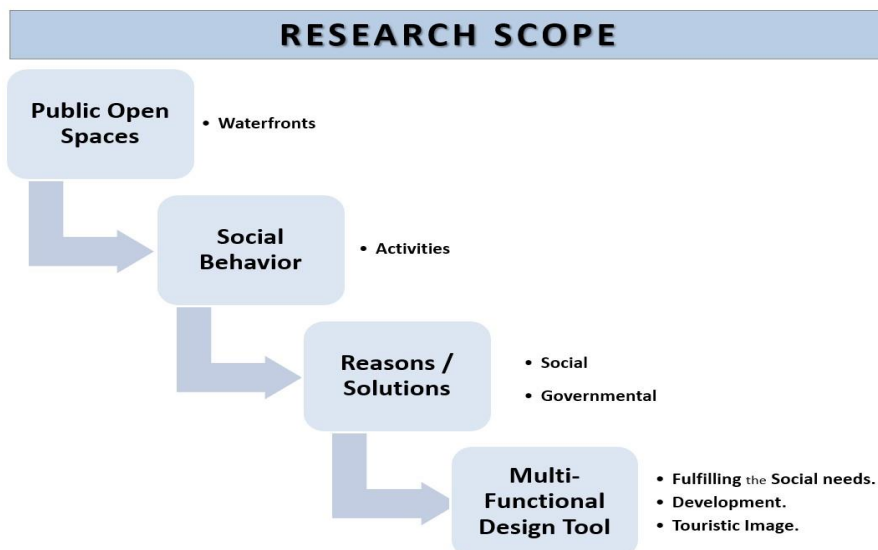 RESEARCH SCOPE
Public Open
Spaces
• Waterfronts
Social
Behavior
• Activities
Reasons /
Solutions
• Social
• Governmental
Multi-
Functional
Design Tool
• Fulfilling the Social needs.
• Development.
• Touristic Image.